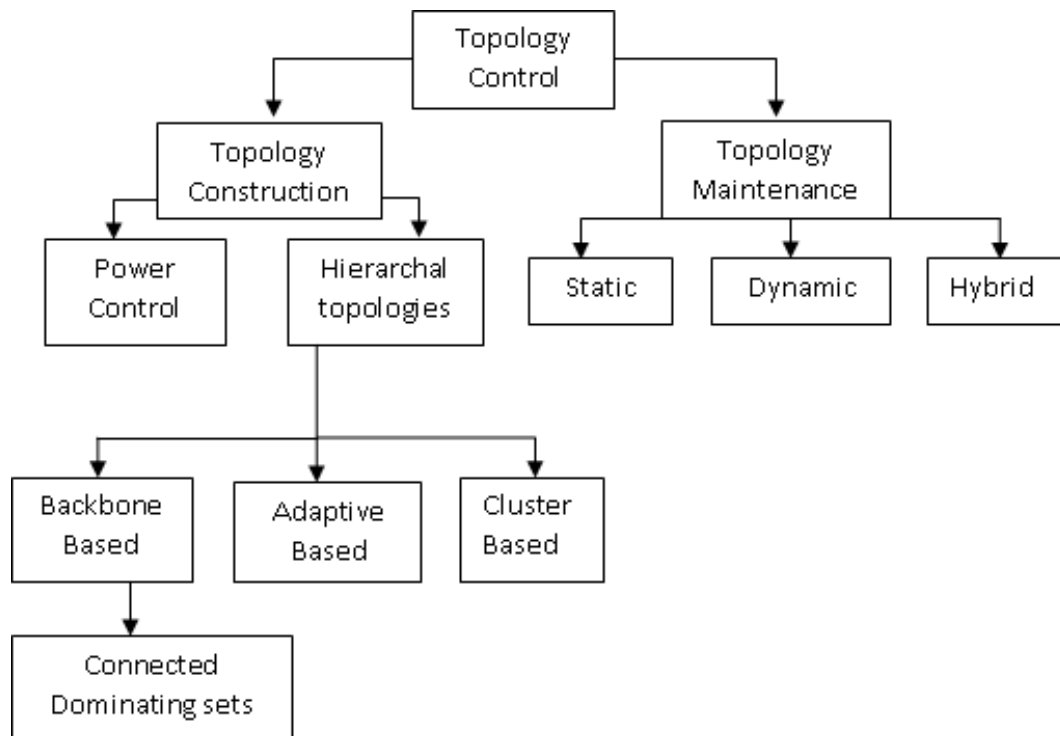 Topology
Control
Topology
Construction
Topology
Maintenance
Power
Control
Hierarchal
topologies
Static
Dynamic
Hybrid
Backbone
Based
Adaptive
Based
Cluster
Based
Connected
Dominating sets